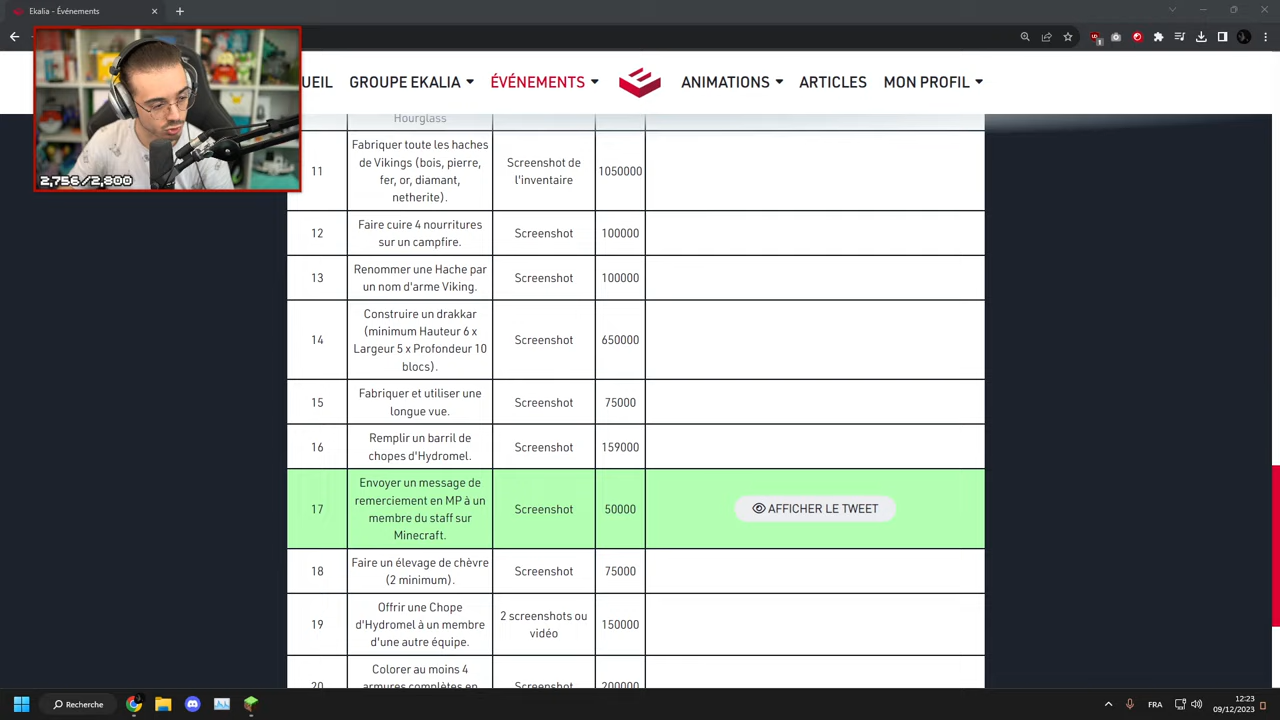 Ekalia – Événements
UEIL
GROUPE EKALIA
ÉVÉNEMENTS
ANIMATIONS
ARTICLES
MON PROFIL
2,756/2,800
Hourglass
11
Fabriquer toute les haches
de Vikings (bois, pierre,
fer, or, diamant,
netherite).
Screenshot de
l'inventaire
1050000
12
Faire cuire 4 nourritures
sur un campfire.
Screenshot
100000
13
Renommer une Hache par
un nom d'arme Viking.
Screenshot
100000
14
Construire un drakkar
(minimum Hauteur 6 x
Largeur 5 x Profondeur 10
blocs).
Screenshot
650000
15
Fabriquer et utiliser une
longue vue.
Screenshot
75000
16
Remplir un barril de
chopes d'Hydromel.
Screenshot
159000
17
Envoyer un message de
remerciement en MP à un
membre du staff sur
Minecraft.
Screenshot
50000
AFFICHER LE TWEET
18
Faire un élevage de chèvre
(2 minimum).
Screenshot
75000
19
Offrir une Chope
d'Hydromel à un membre
d'une autre équipe.
2 screenshots ou
vidéo
150000
20
Colorer au moins 4
armures complètes en
Screenshot
200000
Recherche
FRA
12:23
09/12/2023